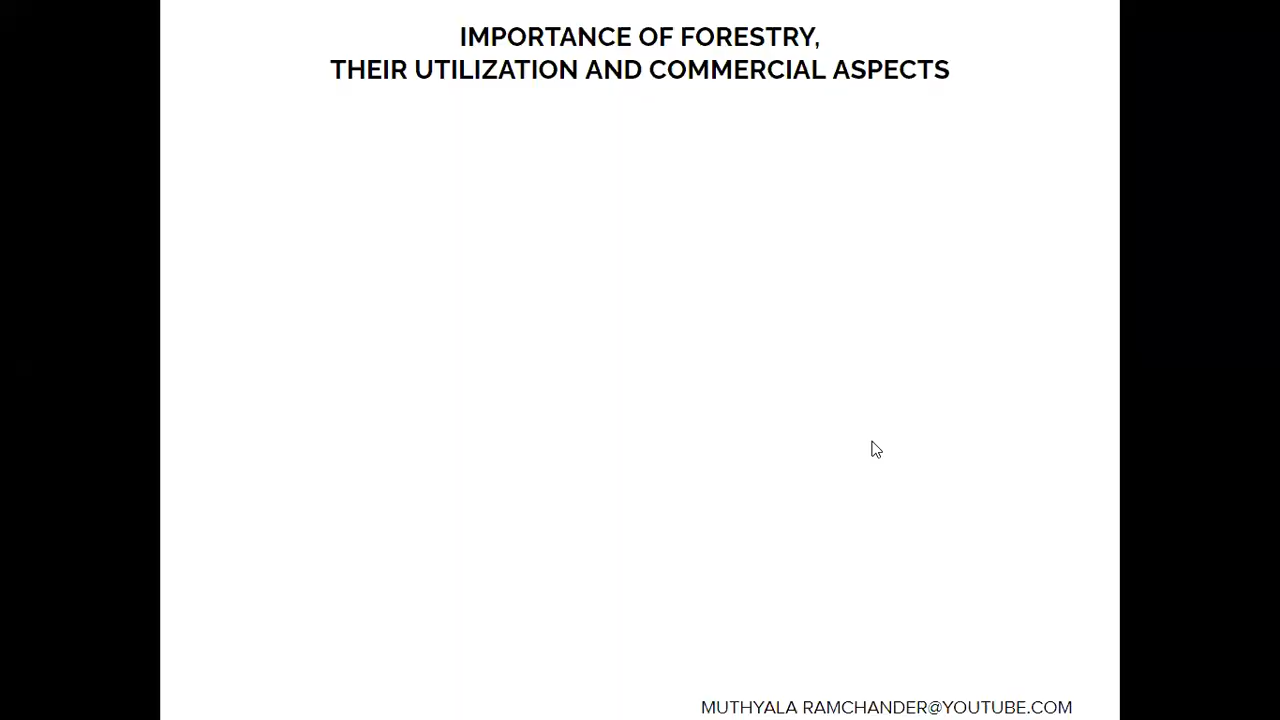 IMPORTANCE OF FORESTRY,
THEIR UTILIZATION AND COMMERCIAL ASPECTS
MUTHYALA RAMCHANDER@YOUTUBE.COM